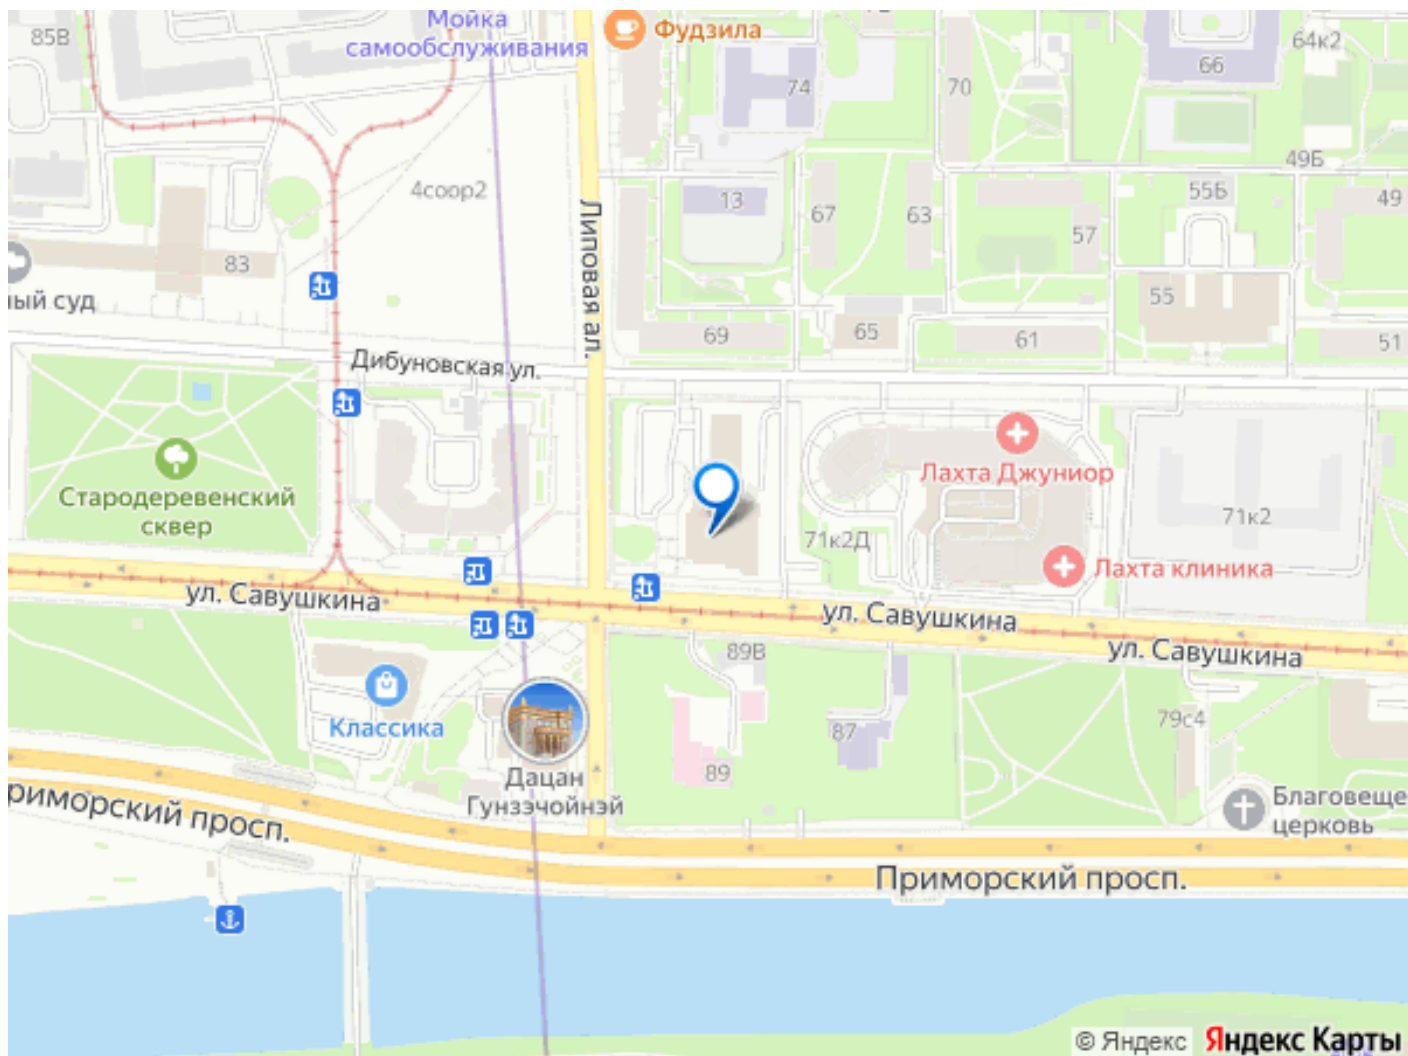 85В
Мойка
самообслуживания
Фудзила
74
70
64к2
66
4соор2
13
67
63
57
49Б
55Б
49
83
ный суд
Липовая ал.
69
65
61
55
51
Дибуновская ул.
Стародеревенский
сквер
Лахта Джуниор
71к2Д
71к2
Лахта клиника
ул. Савушкина
ул. Савушкина
ул. Савушкина
89В
Классика
87
79с4
89
Дацан
Гунзэчойнэй
Благовеще
церковь
риморский просп.
Приморский просп.
© Яндекс Яндекс Карты